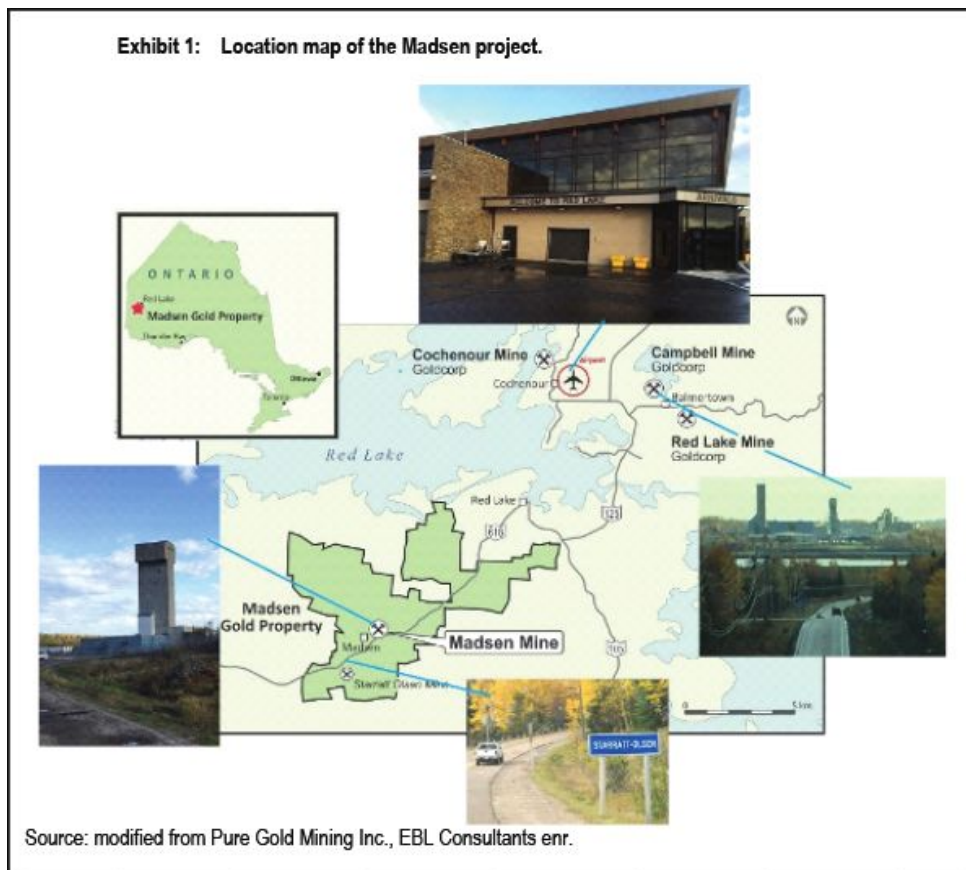 Exhibit 1: Location map of the Madsen project.
WELCOME TO RED LAKE
ARRIVALS
ONTARIO
Red Lake
Madsen Gold Property
Thunder Bay
Ottawa
Toronto
N
Cochenour Mine
Goldcorp
Airport
Cochenour
Campbell Mine
Goldcorp
Balmertown
Red Lake Mine
Goldcorp
Red Lake
Red Lake
618
125
Madsen
Gold Property
Madsen Mine
Madsen
105
Starratt Olsen Mine
0
5 km
STARRATT-OLSEN
Source: modified from Pure Gold Mining Inc., EBL Consultants enr.